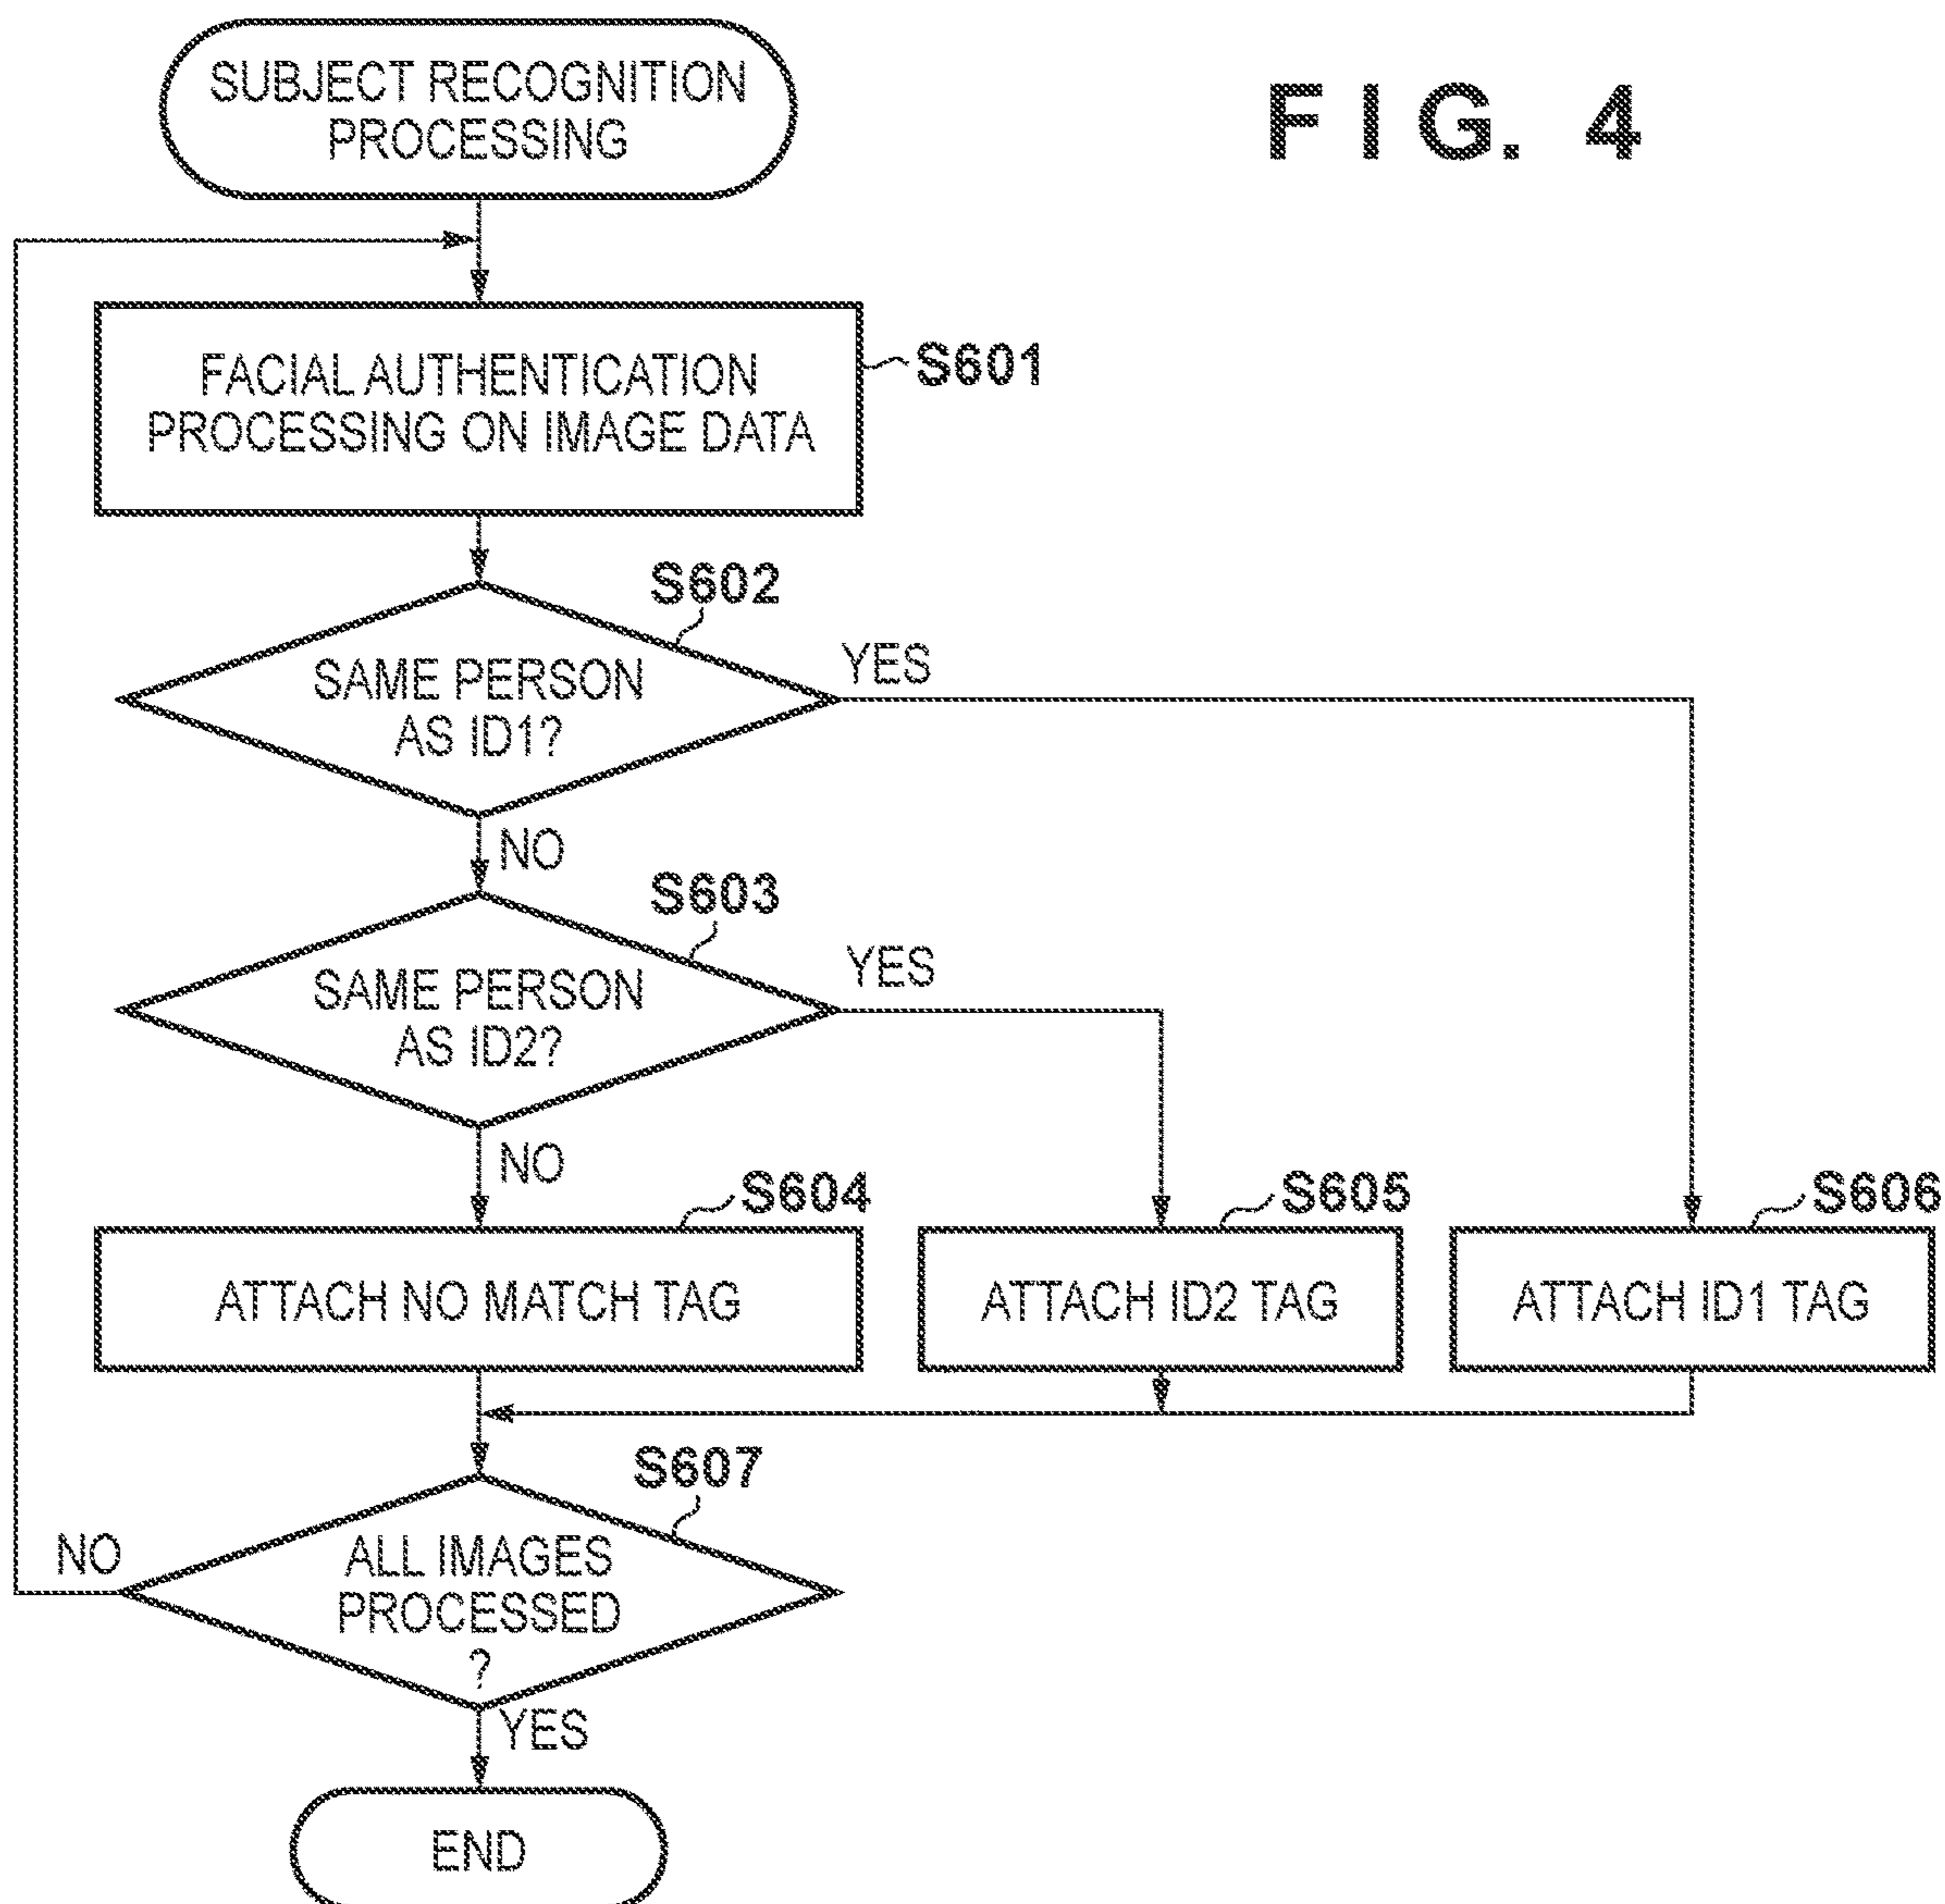 SUBJECT RECOGNITION
PROCESSING
FIG. 4
FACIAL AUTHENTICATION
PROCESSING ON IMAGE DATA
S601
S602
SAME PERSON
AS ID1?
YES
NO
S603
SAME PERSON
AS ID2?
YES
NO
S604
ATTACH NO MATCH TAG
S605
ATTACH ID2 TAG
S606
ATTACH ID1 TAG
S607
ALL IMAGES
PROCESSED
?
NO
YES
END